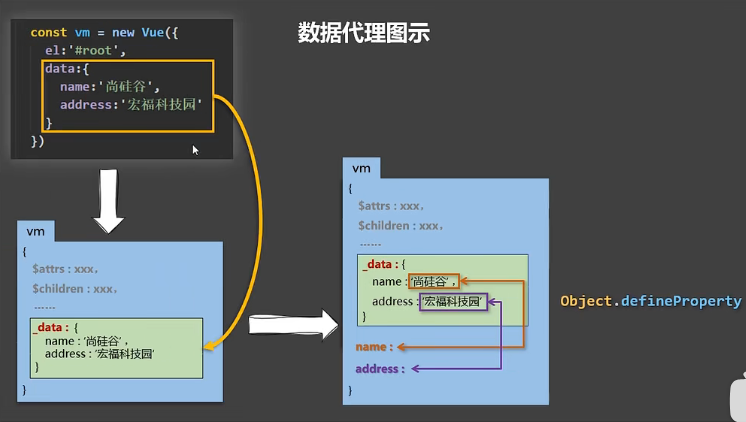 数据代理图示
const vm = new Vue({
el:'#root',
data:{
name:'尚硅谷',
address:'宏福科技园'
}
})
vm
{
$attrs : xxx,
$children : xxx,
......
_data : {
name : '尚硅谷' ,
address : '宏福科技园'
}
}
vm
{
$attrs : xxx,
$children : xxx,
......
_data : {
name : '尚硅谷' ,
address : '宏福科技园'
}
name :
address :
}
Object.defineProperty